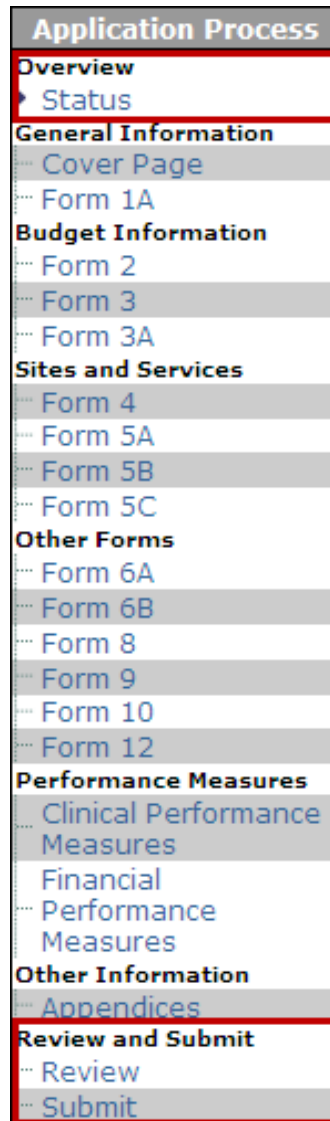 Application Process
Overview
Status
General Information
Cover Page
Form 1A
Budget Information
Form 2
Form 3
Form 3A
Sites and Services
Form 4
Form 5A
Form 5B
Form 5C
Other Forms
Form 6A
Form 6B
Form 8
Form 9
Form 10
Form 12
Performance Measures
Clinical Performance
Measures
Financial
Performance
Measures
Other Information
Appendices
Review and Submit
Review
Submit